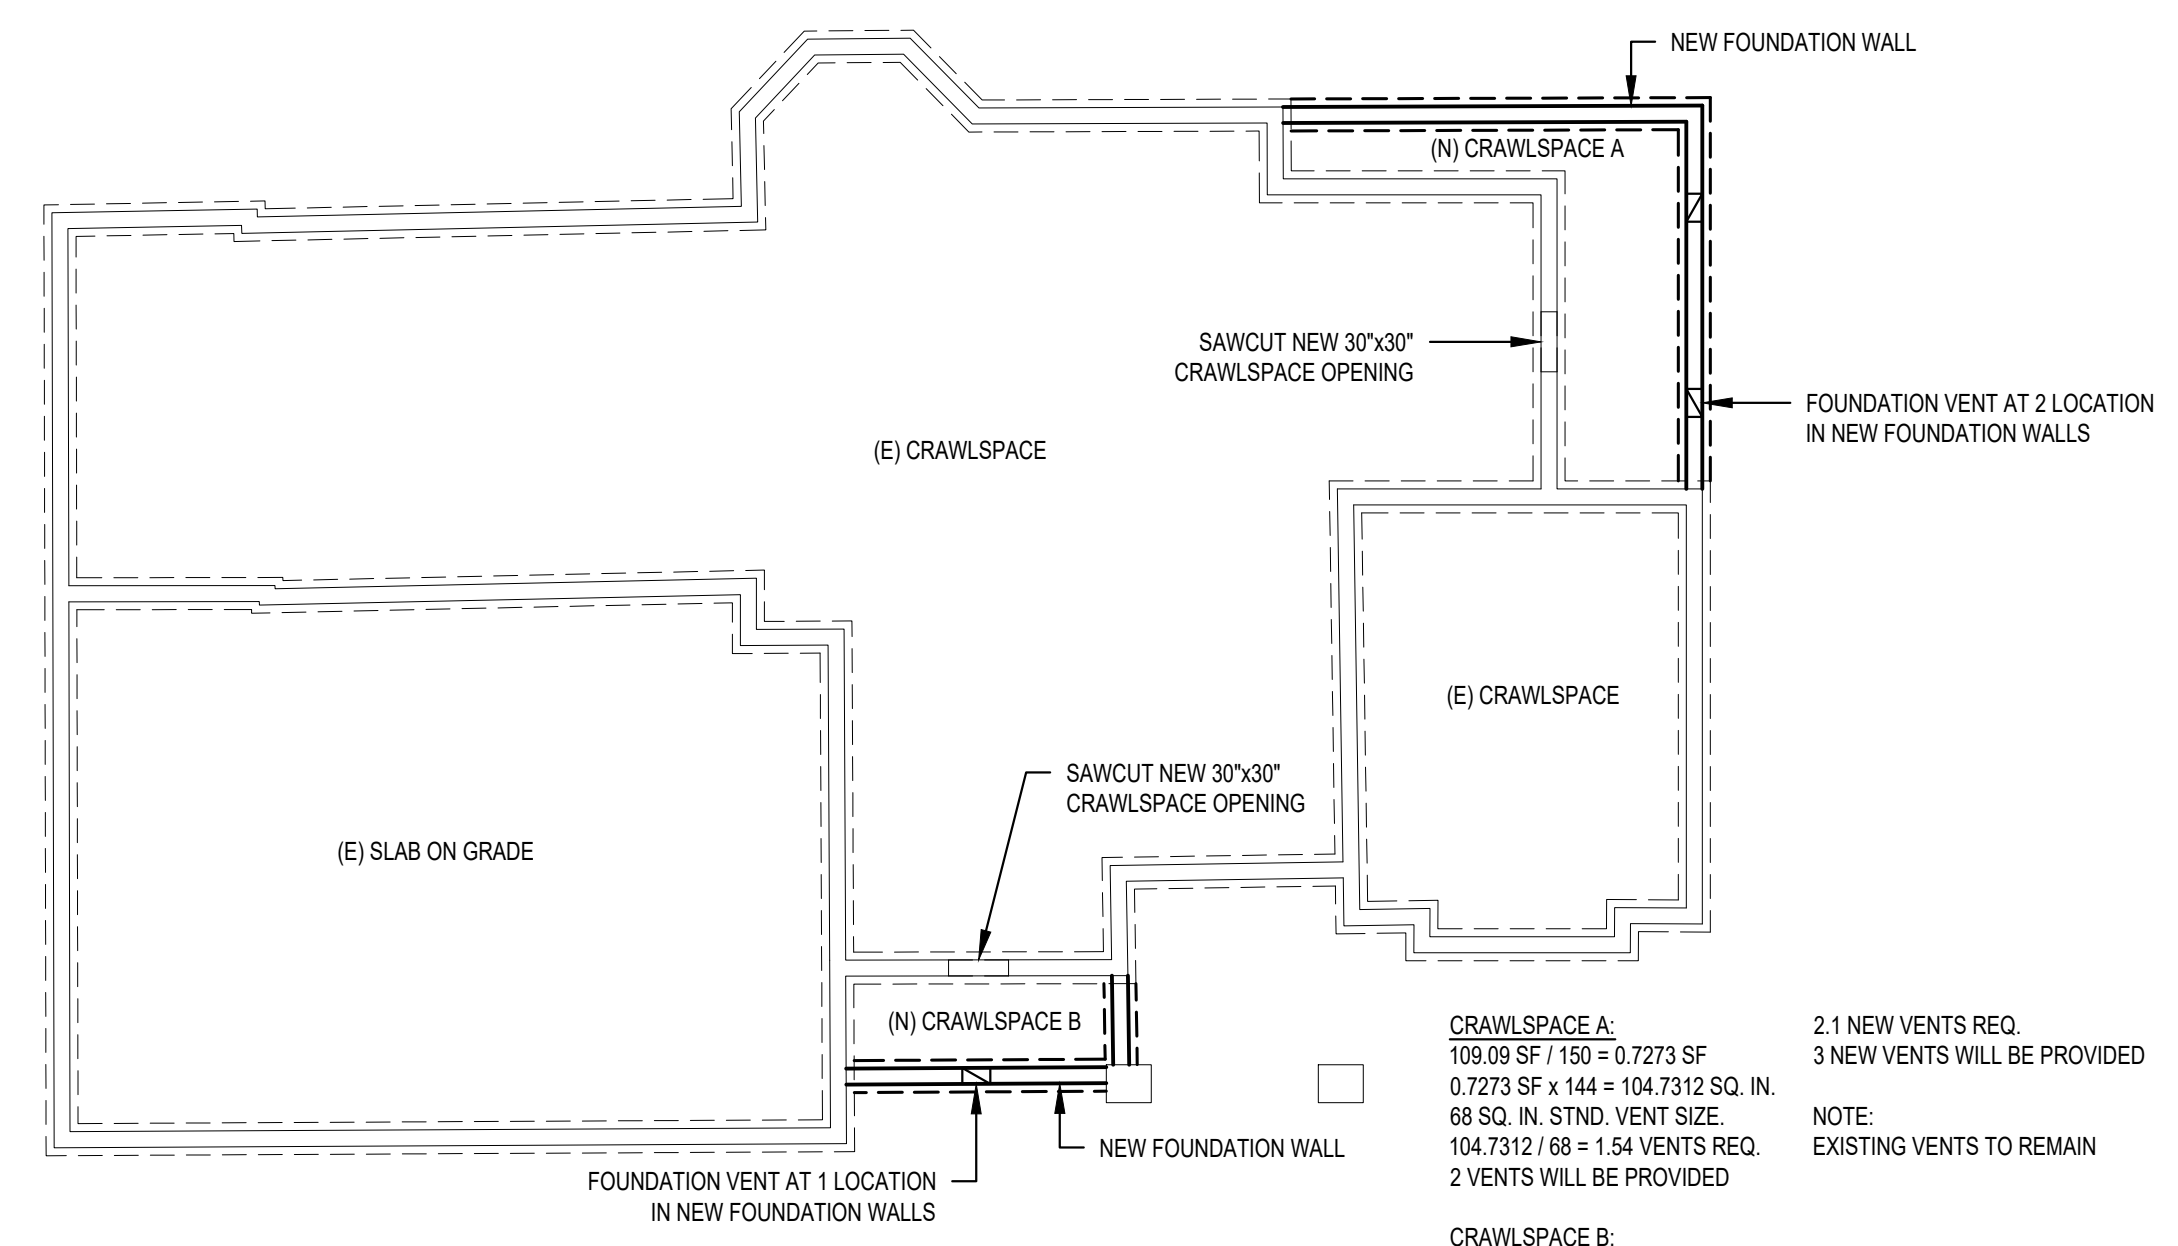 NEW FOUNDATION WALL
(N) CRAWLSPACE A
SAWCUT NEW 30"x30"
CRAWLSPACE OPENING
FOUNDATION VENT AT 2 LOCATION
IN NEW FOUNDATION WALLS
(E) CRAWLSPACE
(E) CRAWLSPACE
SAWCUT NEW 30"x30"
CRAWLSPACE OPENING
(E) SLAB ON GRADE
(N) CRAWLSPACE B
NEW FOUNDATION WALL
FOUNDATION VENT AT 1 LOCATION
IN NEW FOUNDATION WALLS
CRAWLSPACE A:
109.09 SF / 150 = 0.7273 SF
0.7273 SF x 144 = 104.7312 SQ. IN.
68 SQ. IN. STND. VENT SIZE.
104.7312 / 68 = 1.54 VENTS REQ.
2 VENTS WILL BE PROVIDED
CRAWLSPACE B:
2.1 NEW VENTS REQ.
3 NEW VENTS WILL BE PROVIDED
NOTE:
EXISTING VENTS TO REMAIN